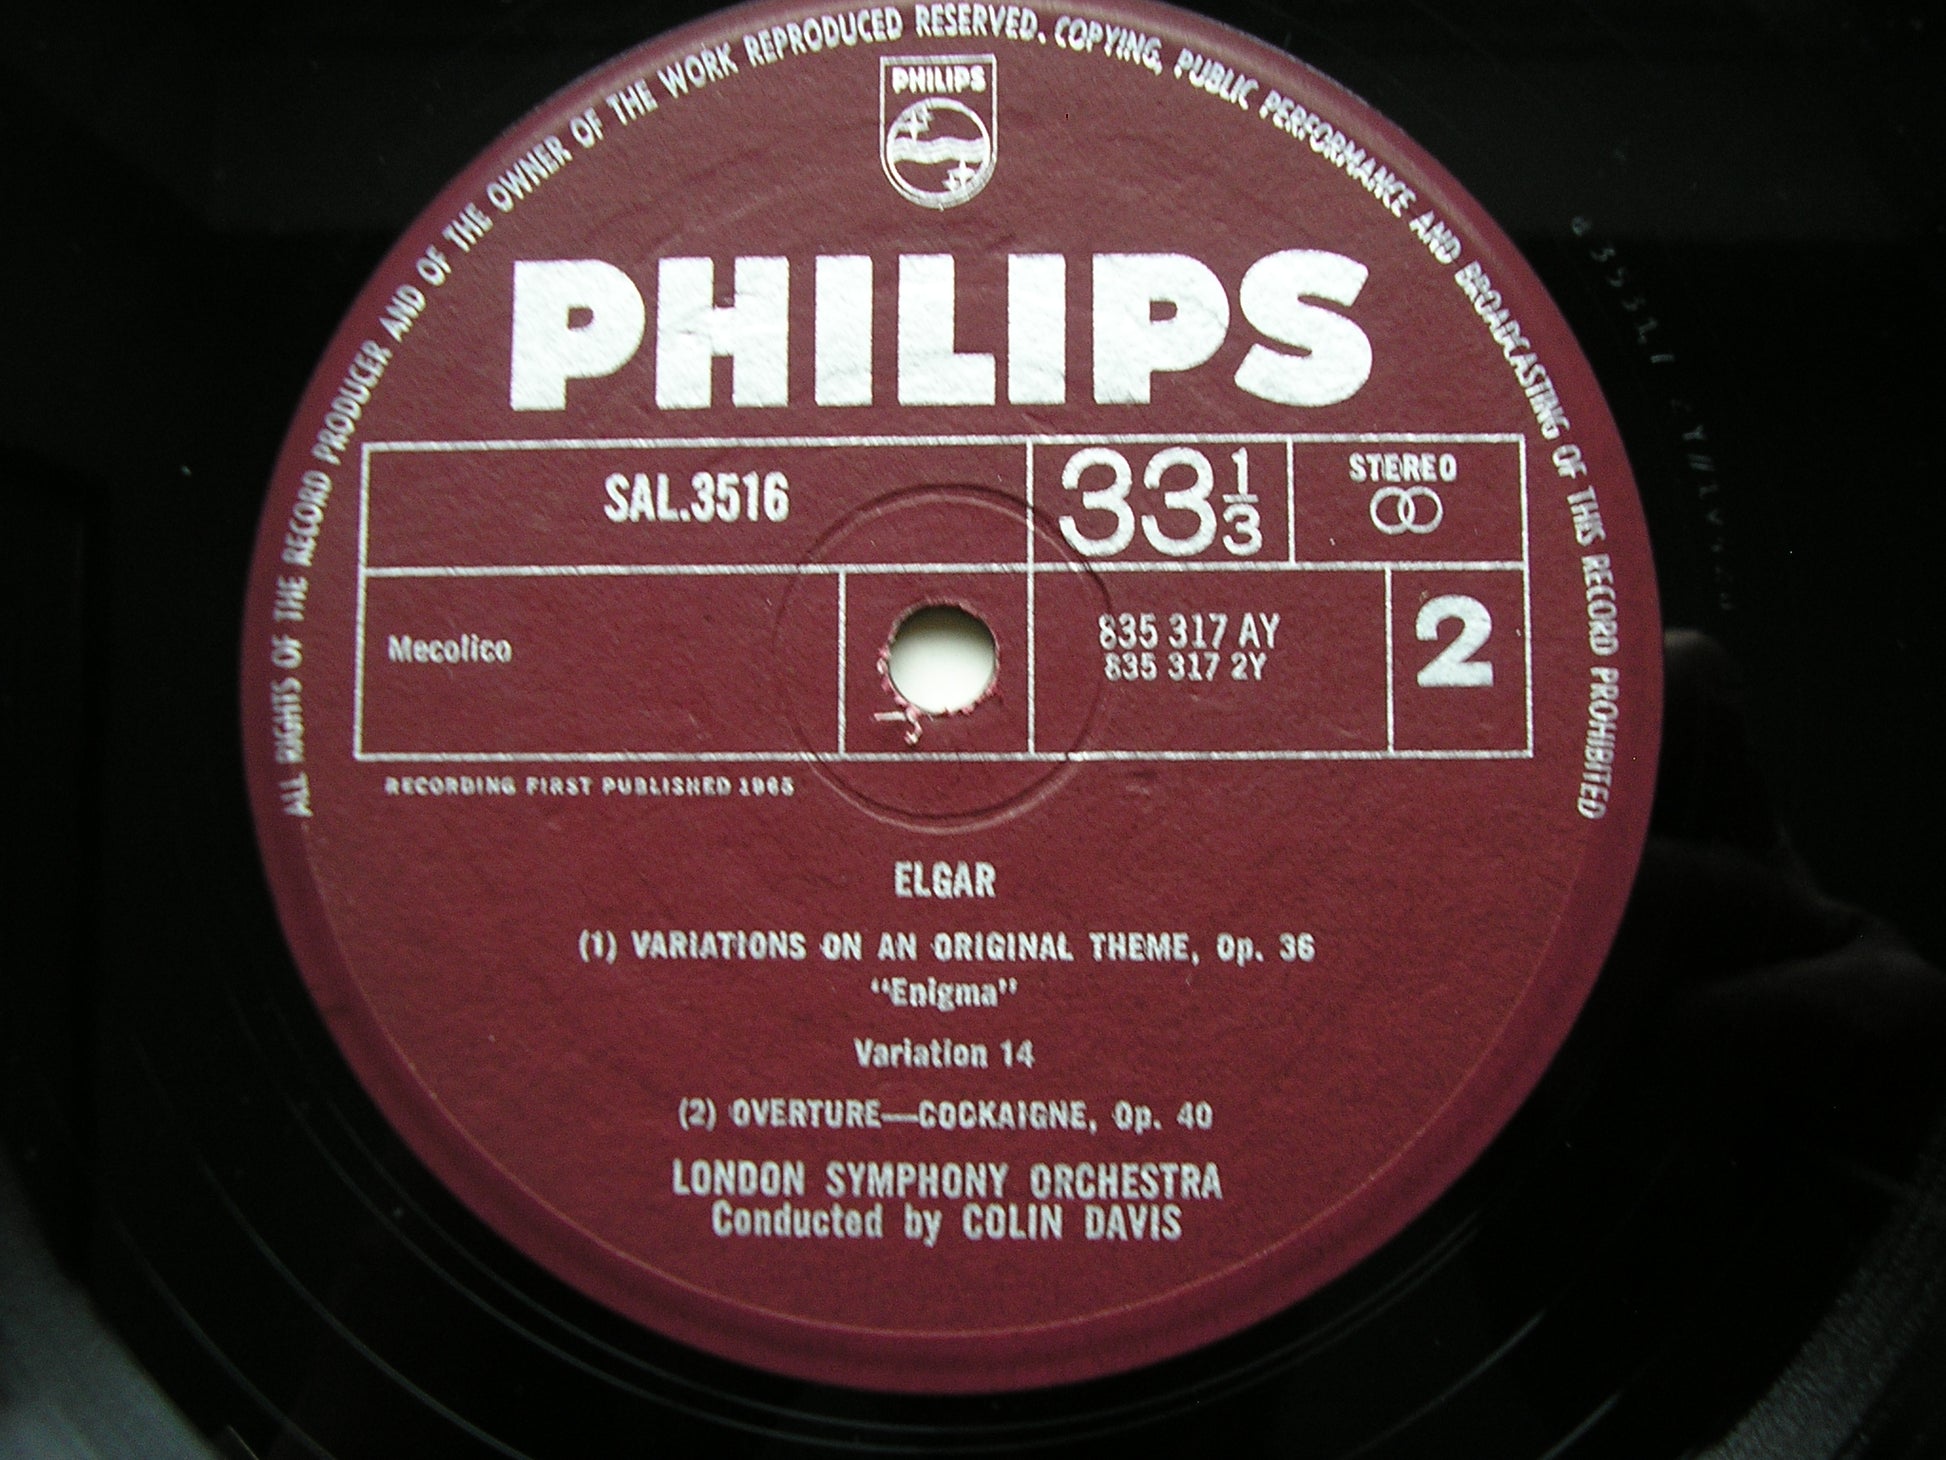 ALL RIGHTS OF THE RECORD PRODUCER AND OF THE OWNER OF THE WORK REPRODUCED RESERVED. COPYING, PUBLIC PERFORMANCE AND BROADCASTING OF THIS RECORD PROHIBITED
PHILIPS
PHILIPS
SAL.3516
33 1/3
STEREO
Mecolico
835 317 AY
835 317 2Y
2
RECORDING FIRST PUBLISHED 1965
ELGAR
(1) VARIATIONS ON AN ORIGINAL THEME, Op. 36
"Enigma"
Variation 14
(2) OVERTURE—COCKAIGNE, Op. 40
LONDON SYMPHONY ORCHESTRA
Conducted by COLIN DAVIS